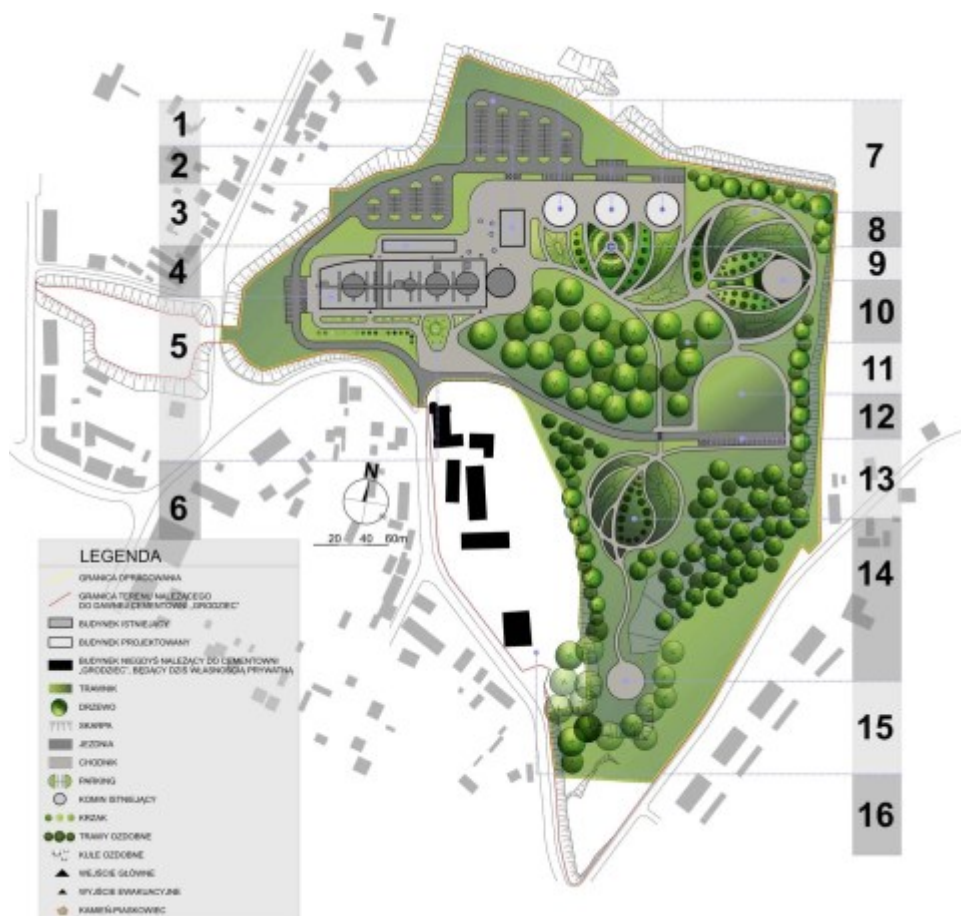 1
2
3
4
5
6
7
8
9
10
11
12
13
14
15
16
N
20 40 60m
LEGENDA
GRANICA OPRACOWANIA
GRANICA TERENU NALEŻĄCEGO
DO DAWNEJ CEMENTOWNI „GRODZIEC"
BUDYNEK ISTNIEJĄCY
BUDYNEK PROJEKTOWANY
BUDYNEK NIEGDYŚ NALEŻĄCY DO CEMENTOWNI
„GRODZIEC", BĘDĄCY DZIŚ WŁASNOŚCIĄ PRYWATNĄ
TRAWNIK
DRZEWO
SKARPA
JEZDNIA
CHODNIK
PARKING
KOMIN ISTNIEJĄCY
KRZAK
TRAWY OZDOBNE
KULE OZDOBNE
WEJŚCIE GŁÓWNE
WYJŚCIE EWAKUACYJNE
KAMIEŃ-PIASKOWIEC